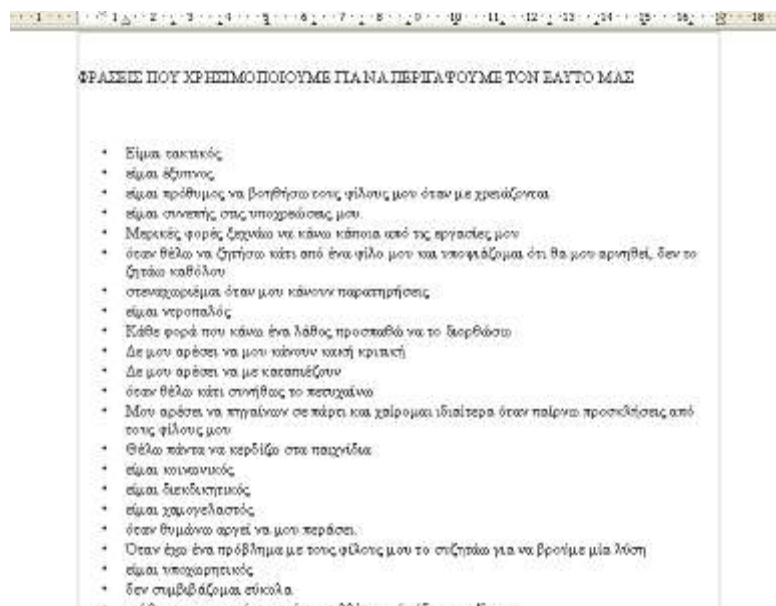 ΦΡΑΣΕΙΣ ΠΟΥ ΧΡΗΣΙΜΟΠΟΙΟΥΜΕ ΓΙΑ ΝΑ ΠΕΡΙΓΑΨΟΥΜΕ ΤΟΝ ΕΑΥΤΟ ΜΑΣ
• Είμαι τακτικός
• είμαι έξυπνος
• είμαι πρόθυμος να βοηθήσω τους φίλους μου όταν με χρειάζονται
• είμαι συνεπής στις υποχρεώσεις μου.
• Μερικές φορές ξεχνάω να κάνω κάποια από τις εργασίες μου
• όταν θέλω να ζητήσω κάτι από ένα φίλο μου και υποψιάζομαι ότι θα μου αρνηθεί, δεν το
ζητάω καθόλου
• στεναχωριέμαι όταν μου κάνουν παρατηρήσεις
• είμαι ντροπαλός
• Κάθε φορά που κάνω ένα λάθος προσπαθώ να το διορθώσω
• Δε μου αρέσει να μου κάνουν κακή κριτική
• Δε μου αρέσει να με καταπιέζουν
• όταν θέλω κάτι συνήθως το πετυχαίνω
• Μου αρέσει να πηγαίνων σε πάρτι και χαίρομαι ιδιαίτερα όταν παίρνω προσκλήσεις από
τους φίλους μου
• Θέλω πάντα να κερδίζω στα παιχνίδια
• είμαι κοινωνικός
• είμαι διεκδικητικός
• είμαι χαμογελαστός
• όταν θυμώνω αργεί να μου περάσει.
• Όταν έχω ένα πρόβλημα με τους φίλους μου το συζητάω για να βρούμε μία λύση
• είμαι υποχωρητικός
• δεν συμβιβάζομαι εύκολα